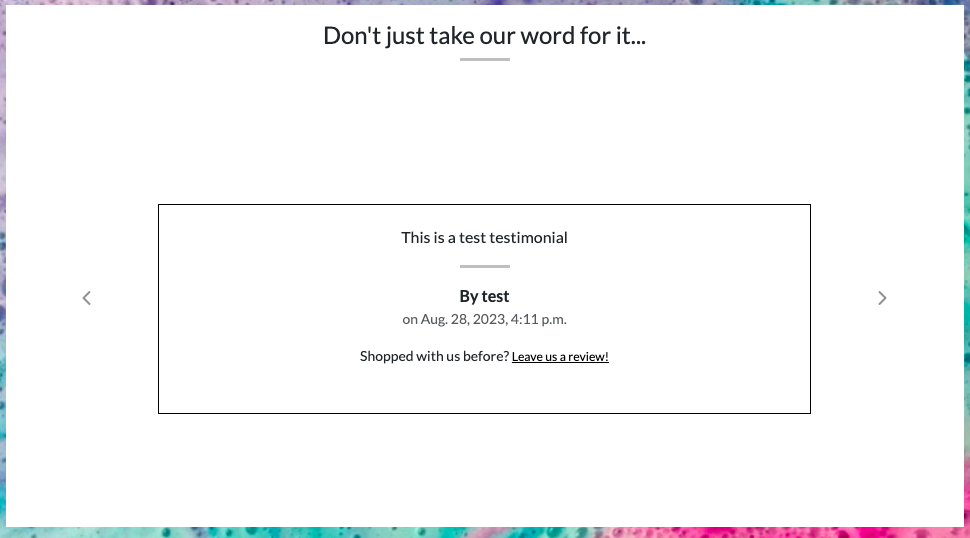 Don't just take our word for it...
This is a test testimonial
By test
on Aug. 28, 2023, 4:11 p.m.
Shopped with us before? Leave us a review!